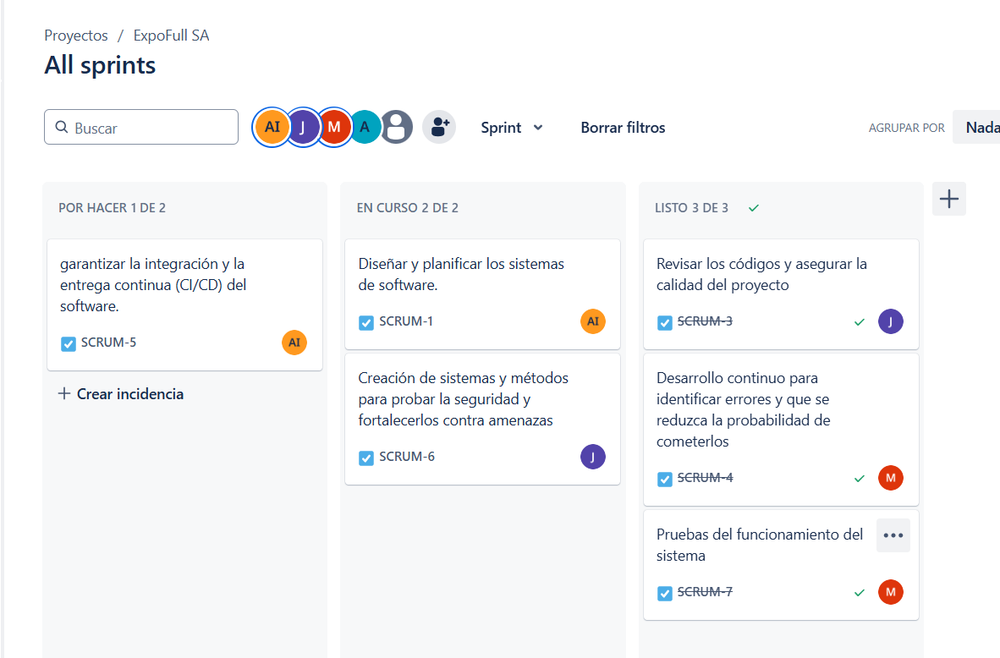 Proyectos / ExpoFull SA
All sprints
Buscar
AI J M A
Sprint
Borrar filtros
AGRUPAR POR
Nada
POR HACER 1 DE 2
garantizar la integración y la
entrega continua (CI/CD) del
software.
SCRUM-5
AI
+ Crear incidencia
EN CURSO 2 DE 2
Diseñar y planificar los sistemas
de software.
SCRUM-1
AI
Creación de sistemas y métodos
para probar la seguridad y
fortalecerlos contra amenazas
SCRUM-6
J
LISTO 3 DE 3
Revisar los códigos y asegurar la
calidad del proyecto
SCRUM-3
J
Desarrollo continuo para
identificar errores y que se
reduzca la probabilidad de
cometerlos
SCRUM-4
M
Pruebas del funcionamiento del
sistema
SCRUM-7
M